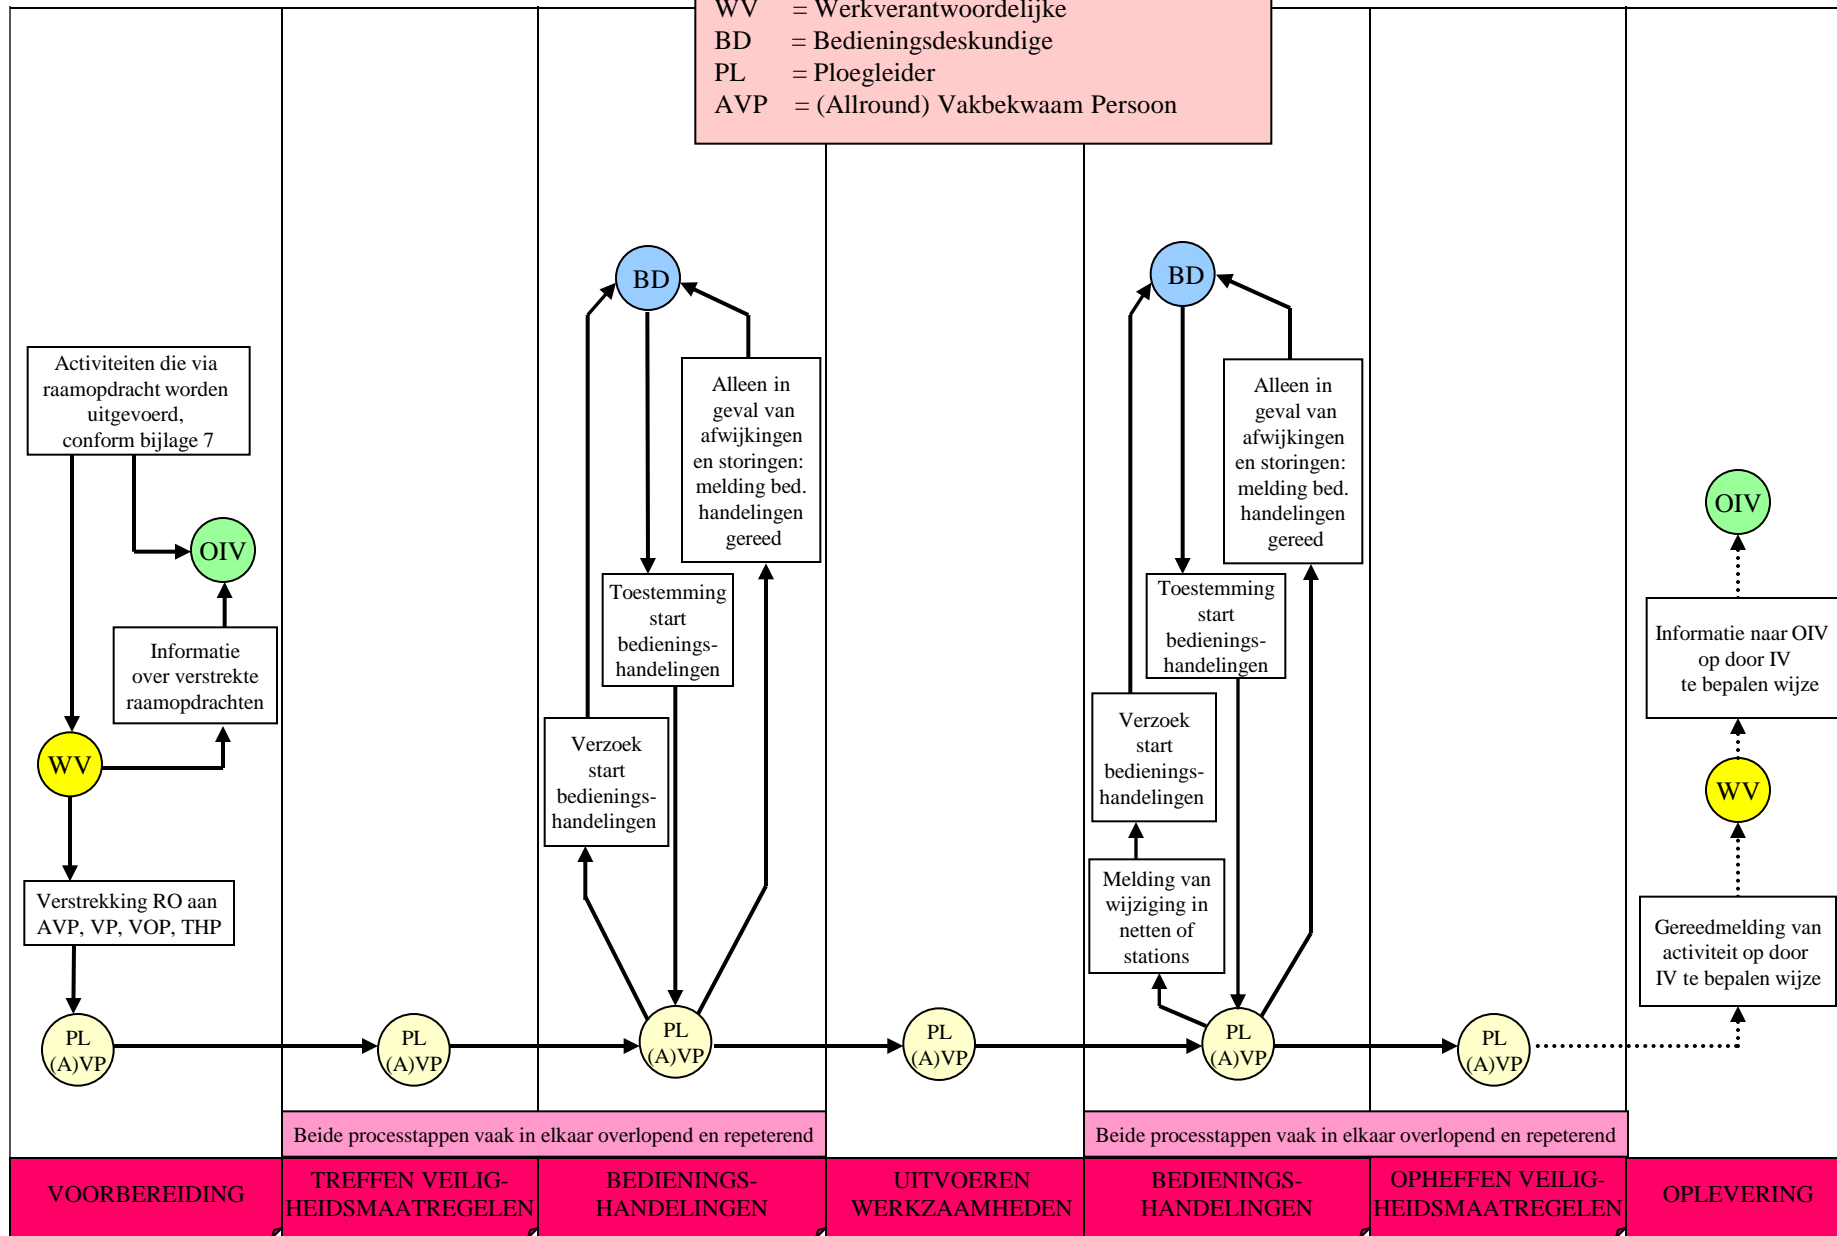 WV = Werkverantwoordelijke
BD = Bedieningsdeskundige
PL = Ploegleider
AVP = (Allround) Vakbekwaam Persoon
Activiteiten die via
raamopdracht worden
uitgevoerd,
conform bijlage 7
OIV
Informatie
over verstrekte
raamopdrachten
WV
Verstrekking RO aan
AVP, VP, VOP, THP
PL
(A)VP
PL
(A)VP
BD
Alleen in
geval van
afwijkingen
en storingen:
melding bed.
handelingen
gereed
Toestemming
start
bedienings-
handelingen
Verzoek
start
bedienings-
handelingen
PL
(A)VP
PL
(A)VP
BD
Alleen in
geval van
afwijkingen
en storingen:
melding bed.
handelingen
gereed
Toestemming
start
bedienings-
handelingen
Verzoek
start
bedienings-
handelingen
Melding van
wijziging in
netten of
stations
PL
(A)VP
PL
(A)VP
OIV
Informatie naar OIV
op door IV
te bepalen wijze
WV
Gereedmelding van
activiteit op door
IV te bepalen wijze
Beide processtappen vaak in elkaar overlopend en repeterend
Beide processtappen vaak in elkaar overlopend en repeterend
VOORBEREIDING
TREFFEN VEILIG-
HEIDSMAATREGELEN
BEDIENINGS-
HANDELINGEN
UITVOEREN
WERKZAAMHEDEN
BEDIENINGS-
HANDELINGEN
OPHEFFEN VEILIG-
HEIDSMAATREGELEN
OPLEVERING